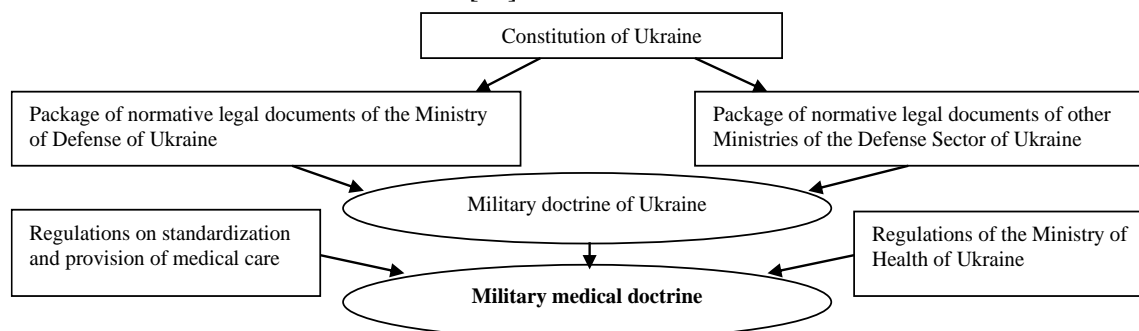 Constitution of Ukraine
Package of normative legal documents of the Ministry
of Defense of Ukraine
Package of normative legal documents of other
Ministries of the Defense Sector of Ukraine
Military doctrine of Ukraine
Regulations on standardization
and provision of medical care
Regulations of the Ministry of
Health of Ukraine
Military medical doctrine